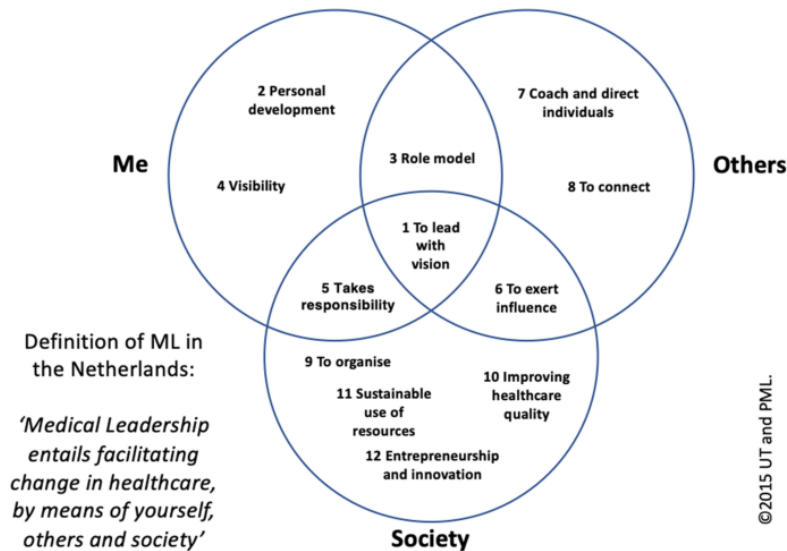 2 Personal
development
7 Coach and direct
individuals
Me
3 Role model
Others
4 Visibility
8 To connect
1 To lead
with
vision
5 Takes
responsibility
6 To exert
influence
Definition of ML in
the Netherlands:
‘Medical Leadership
entails facilitating
change in healthcare,
by means of yourself,
others and society’
9 To organise
10 Improving
healthcare
quality
11 Sustainable
use of
resources
12 Entrepreneurship
and innovation
Society
©2015 UT and PML.